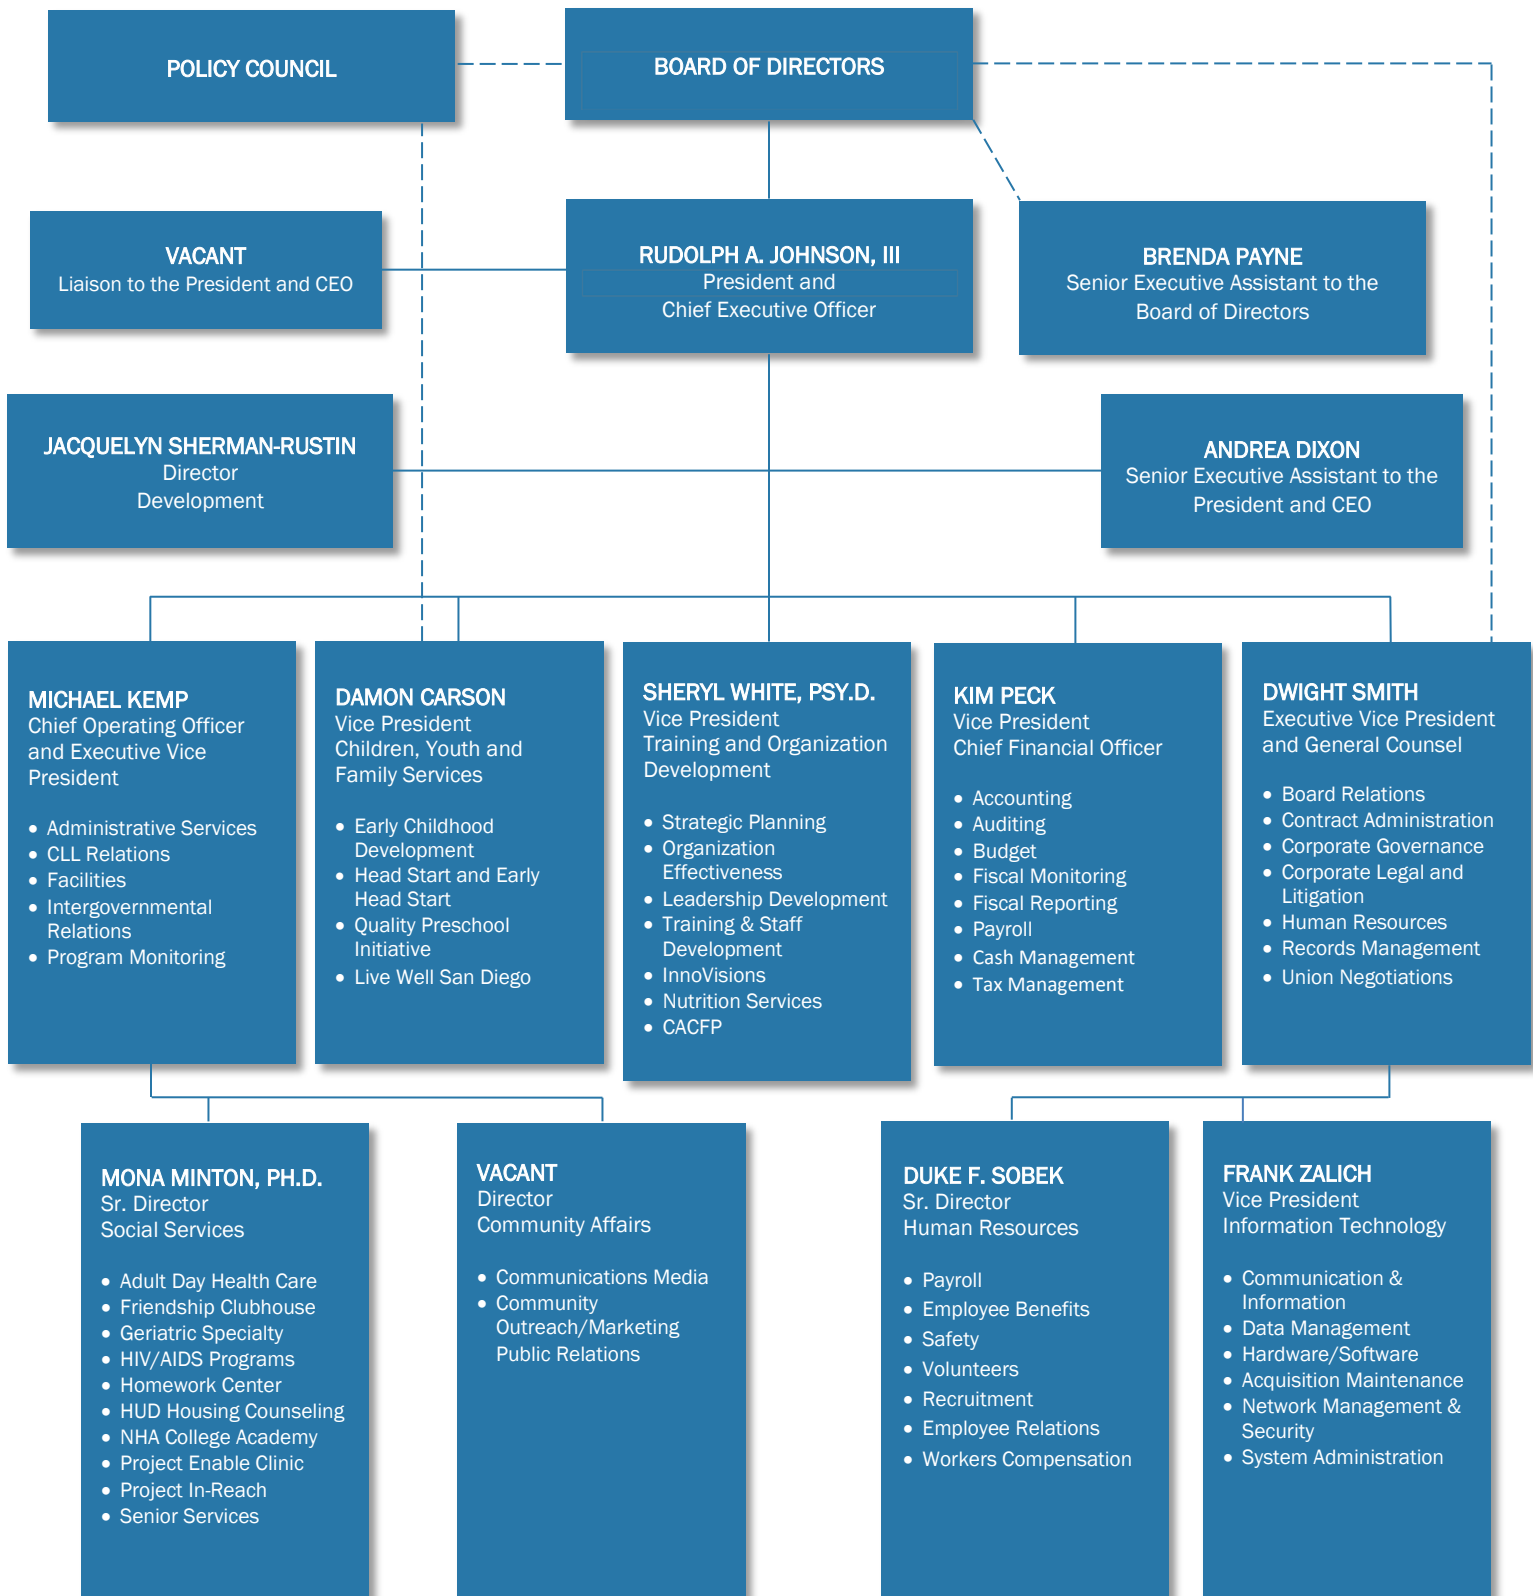 POLICY COUNCIL
BOARD OF DIRECTORS
VACANT
Liaison to the President and CEO
RUDOLPH A. JOHNSON, III
President and
Chief Executive Officer
BRENDA PAYNE
Senior Executive Assistant to the
Board of Directors
JACQUELYN SHERMAN-RUSTIN
Director
Development
ANDREA DIXON
Senior Executive Assistant to the
President and CEO
MICHAEL KEMP
Chief Operating Officer
and Executive Vice
President
• Administrative Services
• CLL Relations
• Facilities
• Intergovernmental
Relations
• Program Monitoring
DAMON CARSON
Vice President
Children, Youth and
Family Services
• Early Childhood
Development
• Head Start and Early
Head Start
• Quality Preschool
Initiative
• Live Well San Diego
SHERYL WHITE, PSY.D.
Vice President
Training and Organization
Development
• Strategic Planning
• Organization
Effectiveness
• Leadership Development
• Training & Staff
Development
• InnoVisions
• Nutrition Services
• CACFP
KIM PECK
Vice President
Chief Financial Officer
• Accounting
• Auditing
• Budget
• Fiscal Monitoring
• Fiscal Reporting
• Payroll
• Cash Management
• Tax Management
DWIGHT SMITH
Executive Vice President
and General Counsel
• Board Relations
• Contract Administration
• Corporate Governance
• Corporate Legal and
Litigation
• Human Resources
• Records Management
• Union Negotiations
MONA MINTON, PH.D.
Sr. Director
Social Services
• Adult Day Health Care
• Friendship Clubhouse
• Geriatric Specialty
• HIV/AIDS Programs
• Homework Center
• HUD Housing Counseling
• NHA College Academy
• Project Enable Clinic
• Project In-Reach
• Senior Services
VACANT
Director
Community Affairs
• Communications Media
• Community
Outreach/Marketing
Public Relations
DUKE F. SOBEK
Sr. Director
Human Resources
• Payroll
• Employee Benefits
• Safety
• Volunteers
• Recruitment
• Employee Relations
• Workers Compensation
FRANK ZALICH
Vice President
Information Technology
• Communication &
Information
• Data Management
• Hardware/Software
• Acquisition Maintenance
• Network Management &
Security
• System Administration